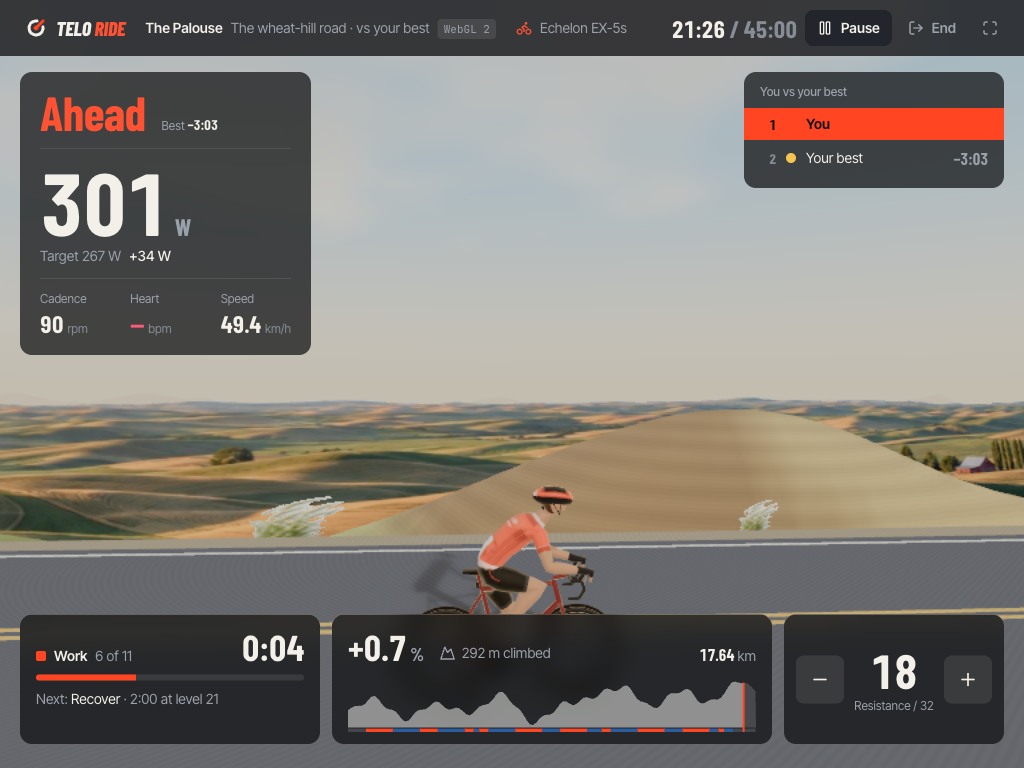 TELO RIDE The Palouse The wheat-hill road · vs your best WebGL 2 Echelon EX-5s 21:26 / 45:00 Pause End
Ahead Best −3:03
301 W
Target 267 W +34 W
Cadence Heart Speed
90 rpm – bpm 49.4 km/h
You vs your best
1 You
2 Your best −3:03
Work 6 of 11 0:04
Next: Recover · 2:00 at level 21
+0.7 % 292 m climbed 17.64 km
− 18 +
Resistance / 32